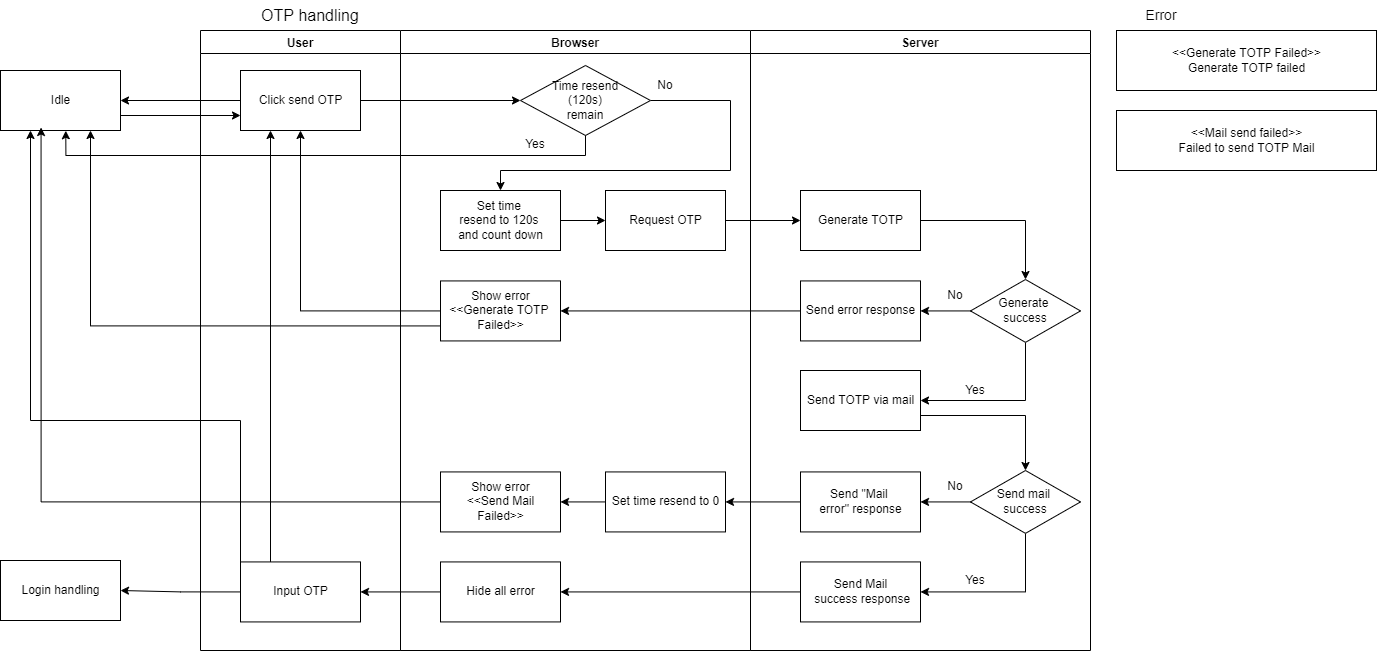 OTP handling
Error
User
Browser
Server
<<Generate TOTP Failed>>
Generate TOTP failed
<<Mail send failed>>
Failed to send TOTP Mail
Idle
Click send OTP
Time resend
(120s)
remain
No
Yes
Set time
resend to 120s
and count down
Request OTP
Generate TOTP
Show error
<<Generate TOTP
Failed>>
Send error response
No
Generate
success
Send TOTP via mail
Yes
Show error
<<Send Mail
Failed>>
Set time resend to 0
Send "Mail
error" response
No
Send mail
success
Login handling
Input OTP
Hide all error
Send Mail
success response
Yes